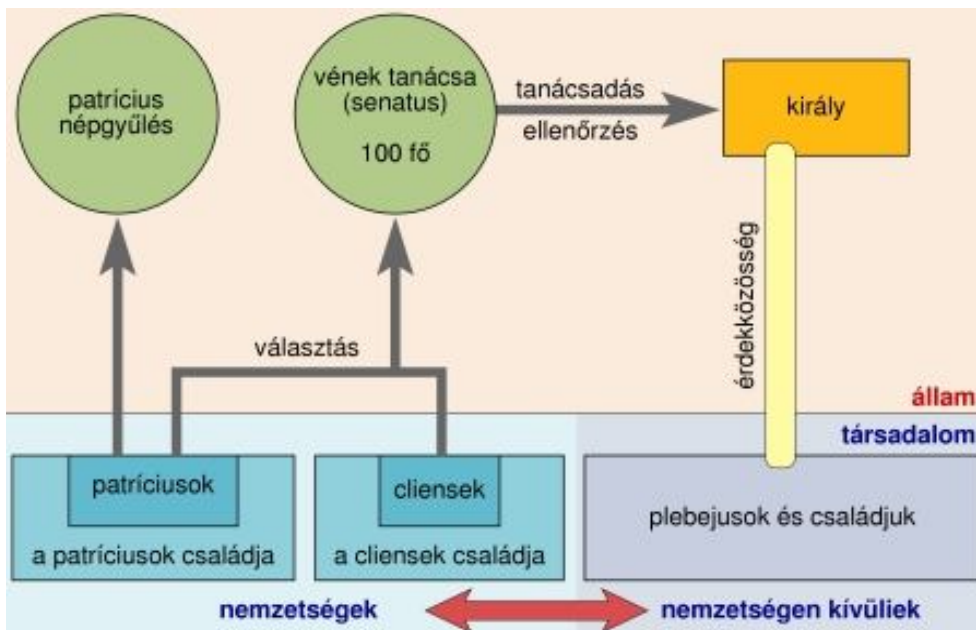 patrícius
népgyűlés
vének tanácsa
(senatus)
100 fő
tanácsadás
ellenőrzés
király
érdekközösség
választás
állam
társadalom
patríciusok
a patríciusok családja
cliensek
a cliensek családja
plebejusok és családjuk
nemzetségek
nemzetségen kívüliek